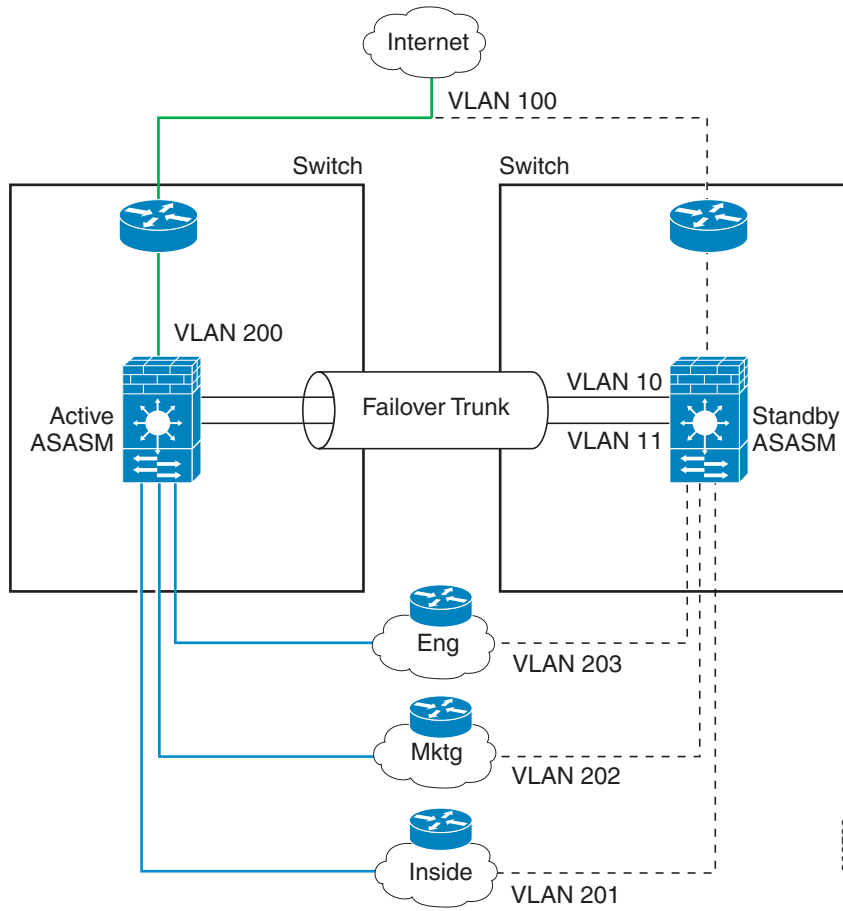 Internet
VLAN 100
Switch
Switch
VLAN 200
Active
ASASM
Failover Trunk
VLAN 10
VLAN 11
Standby
ASASM
Eng
VLAN 203
Mktg
VLAN 202
Inside
VLAN 201